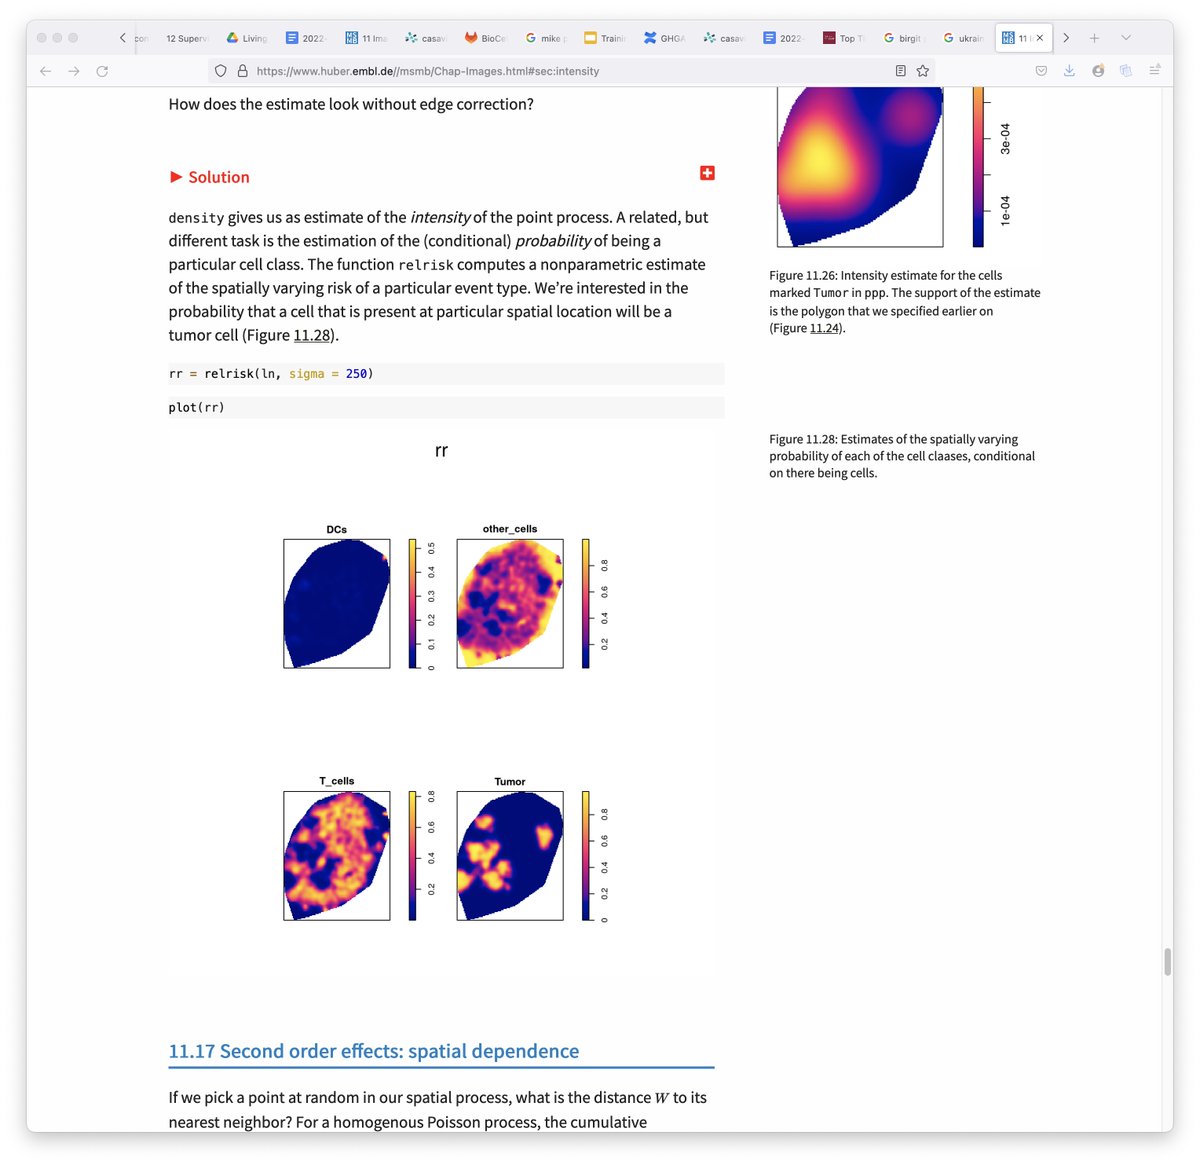 con
12 Superv
Living
2022-
11 Ima
casav
BioCe
mike p
Trainin
GHGA
casav
2022-
Top Ti
birgit
ukrain
11 I
https://www.huber.embl.de//msmb/Chap-Images.html#sec:intensity
How does the estimate look without edge correction?
Solution
density gives us as estimate of the intensity of the point process. A related, but
different task is the estimation of the (conditional) probability of being a
particular cell class. The function relrisk computes a nonparametric estimate
of the spatially varying risk of a particular event type. We're interested in the
probability that a cell that is present at particular spatial location will be a
tumor cell (Figure 11.28).
rr = relrisk(ln, sigma = 250)
plot(rr)
rr
DCs
0 0.1 0.2 0.3 0.4 0.5
other_cells
0.2 0.4 0.6 0.8
T_cells
0.2 0.4 0.6 0.8
Tumor
0 0.2 0.4 0.6 0.8
1e-04 3e-04
Figure 11.26: Intensity estimate for the cells
marked Tumor in ppp. The support of the estimate
is the polygon that we specified earlier on
(Figure 11.24).
Figure 11.28: Estimates of the spatially varying
probability of each of the cell claases, conditional
on there being cells.
11.17 Second order effects: spatial dependence
If we pick a point at random in our spatial process, what is the distance W to its
nearest neighbor? For a homogenous Poisson process, the cumulative